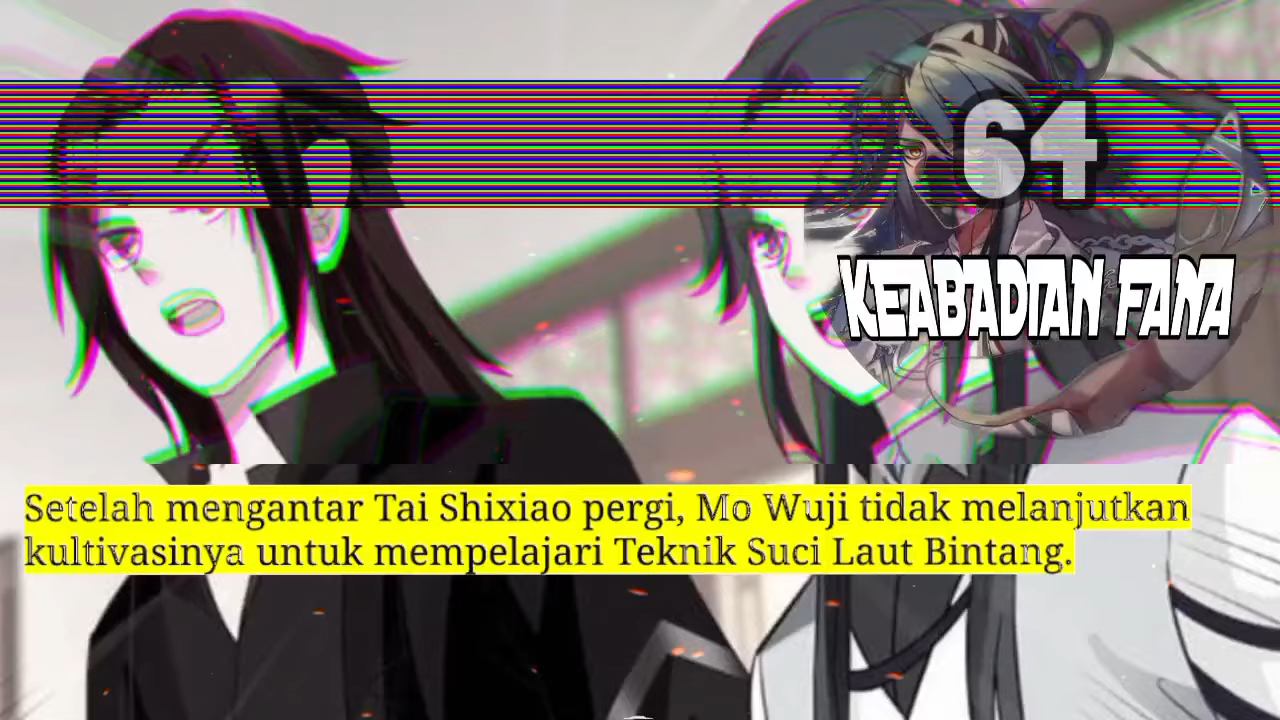 64
KEABADIAN FANA
Setelah mengantar Tai Shixiao pergi, Mo Wuji tidak melanjutkan
kultivasinya untuk mempelajari Teknik Suci Laut Bintang.